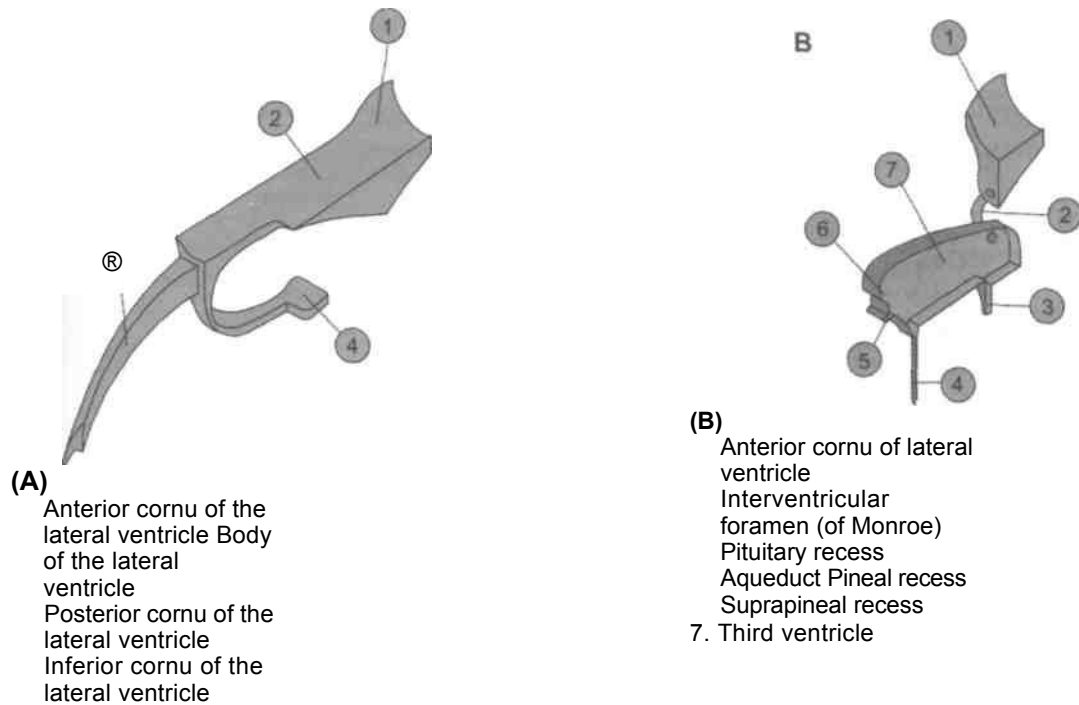 1
2
®
4
(A)
Anterior cornu of the
lateral ventricle Body
of the lateral
ventricle
Posterior cornu of the
lateral ventricle
Inferior cornu of the
lateral ventricle
B
1
7
2
6
3
5
4
(B)
Anterior cornu of lateral
ventricle
Interventricular
foramen (of Monroe)
Pituitary recess
Aqueduct Pineal recess
Suprapineal recess
7. Third ventricle